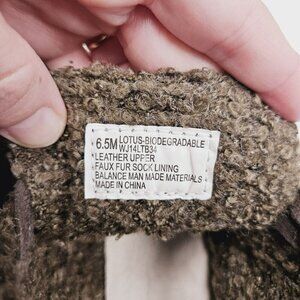 6.5M LOTUS-BIODEGRADABLE
WJ14LTB34
LEATHER UPPER
FAUX FUR SOCK LINING
BALANCE MAN MADE MATERIALS
MADE IN CHINA